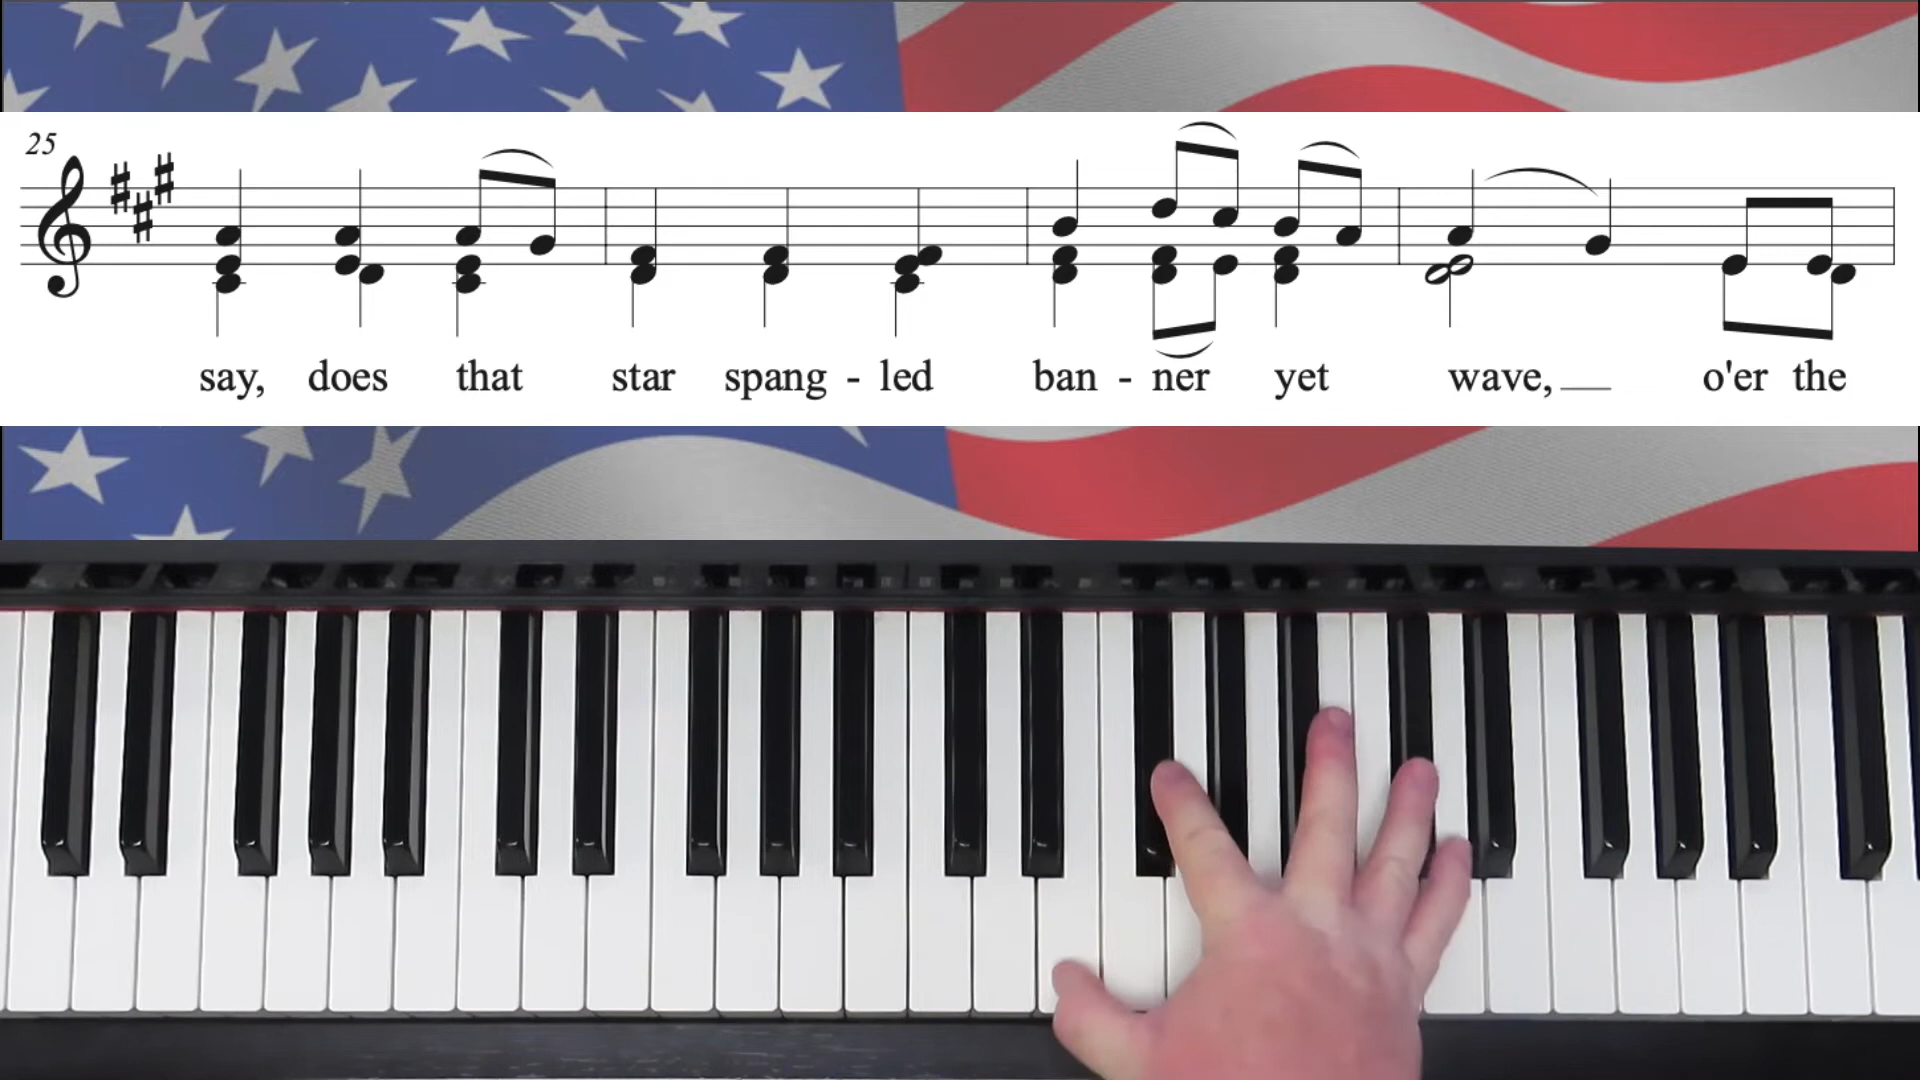 25
say, does that star spang - led ban - ner yet wave, o'er the